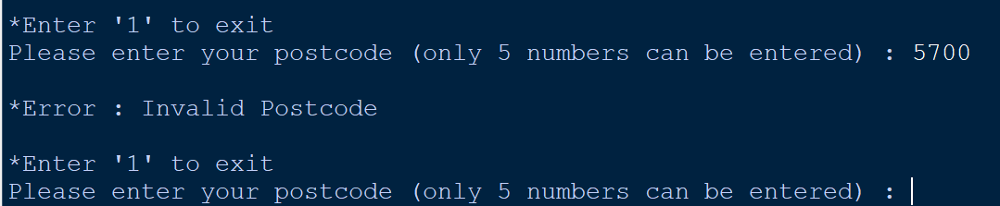 *Enter '1' to exit
Please enter your postcode (only 5 numbers can be entered) : 5700
*Error : Invalid Postcode
*Enter '1' to exit
Please enter your postcode (only 5 numbers can be entered) :